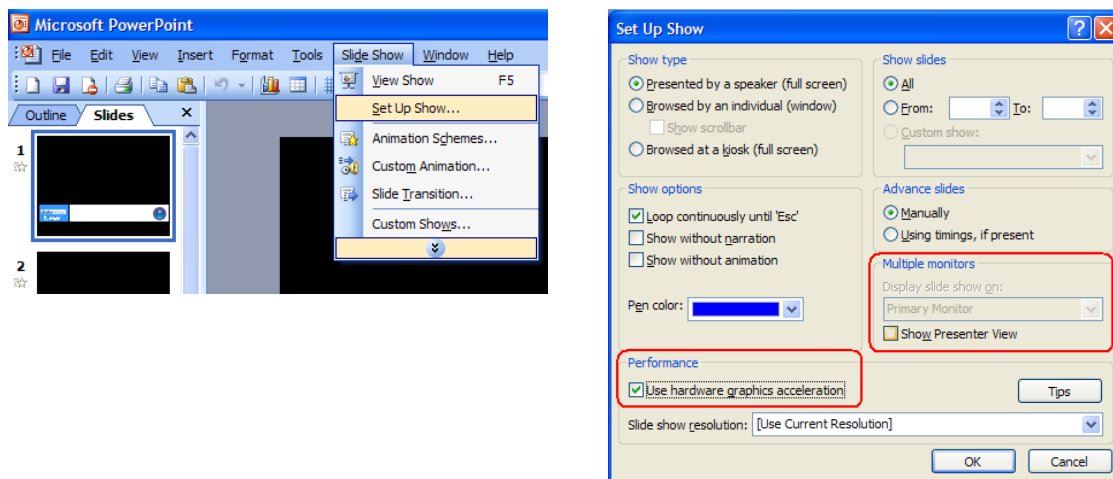 Microsoft PowerPoint
File Edit View Insert Format Tools Slide Show Window Help
Outline Slides
1
2
View Show F5
Set Up Show...
Animation Schemes...
Custom Animation...
Slide Transition...
Custom Shows...
Set Up Show
Show type
Presented by a speaker (full screen)
Browsed by an individual (window)
Show scrollbar
Browsed at a kiosk (full screen)
Show slides
All
From: To:
Custom show:
Show options
Loop continuously until 'Esc'
Show without narration
Show without animation
Pen color:
Advance slides
Manually
Using timings, if present
Multiple monitors
Display slide show on:
Primary Monitor
Show Presenter View
Performance
Use hardware graphics acceleration
Tips
Slide show resolution: [Use Current Resolution]
OK Cancel